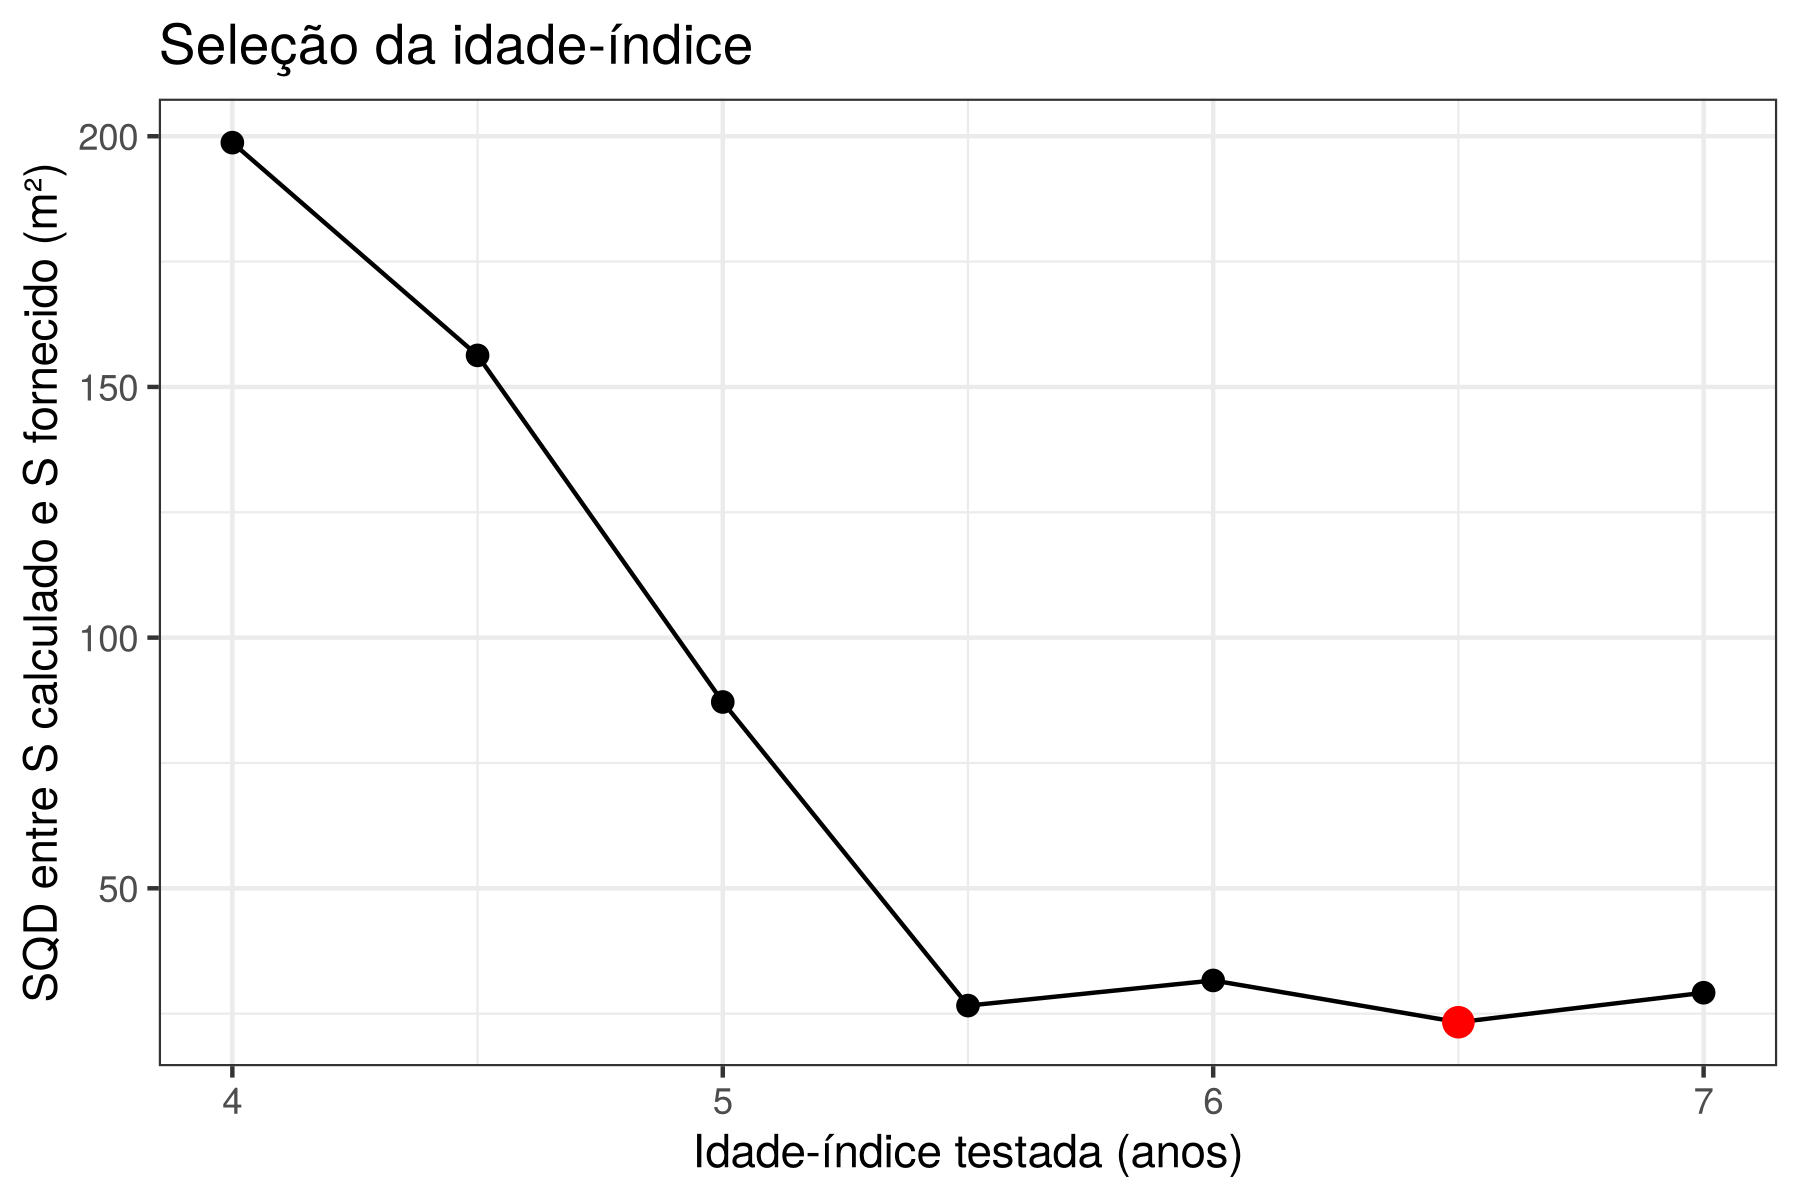 Seleção da idade-índice
SQD entre S calculado e S fornecido (m²)
200
150
100
50
4 5 6 7
Idade-índice testada (anos)